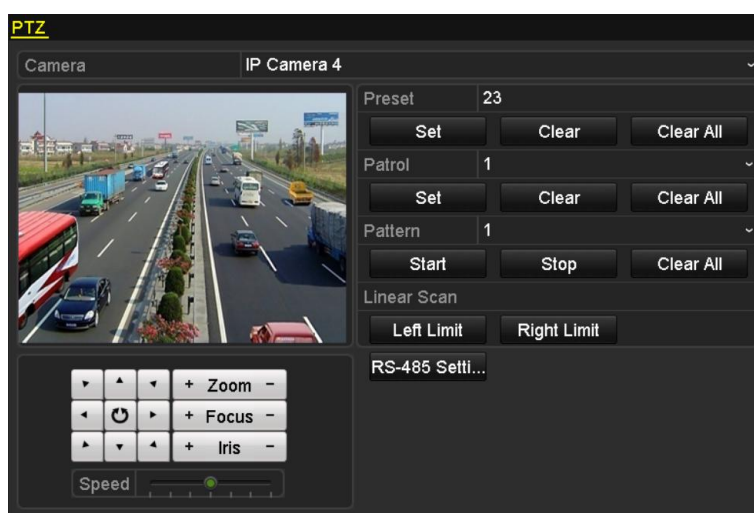 PTZ
Camera IP Camera 4
Preset 23
Set Clear Clear All
Patrol 1
Set Clear Clear All
Pattern 1
Start Stop Clear All
Linear Scan
Left Limit Right Limit
RS-485 Setti...
+ Zoom -
+ Focus -
+ Iris -
Speed